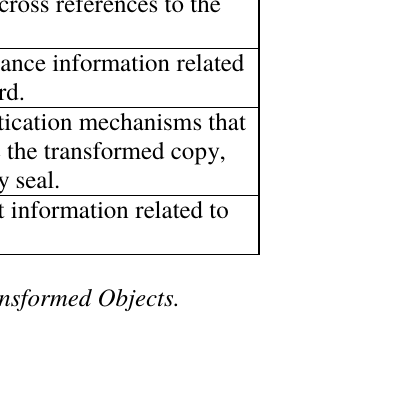 cross references to the
ance information related
rd.
tication mechanisms that
the transformed copy,
y seal.
t information related to
nsformed Objects.